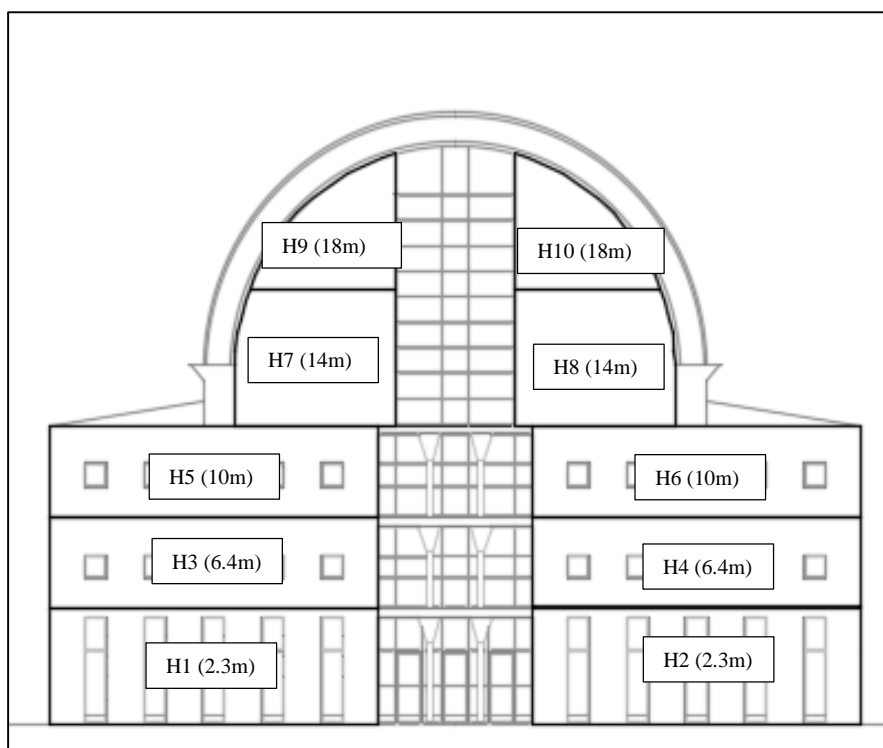 H9 (18m)
H10 (18m)
H7 (14m)
H8 (14m)
H5 (10m)
H6 (10m)
H3 (6.4m)
H4 (6.4m)
H1 (2.3m)
H2 (2.3m)